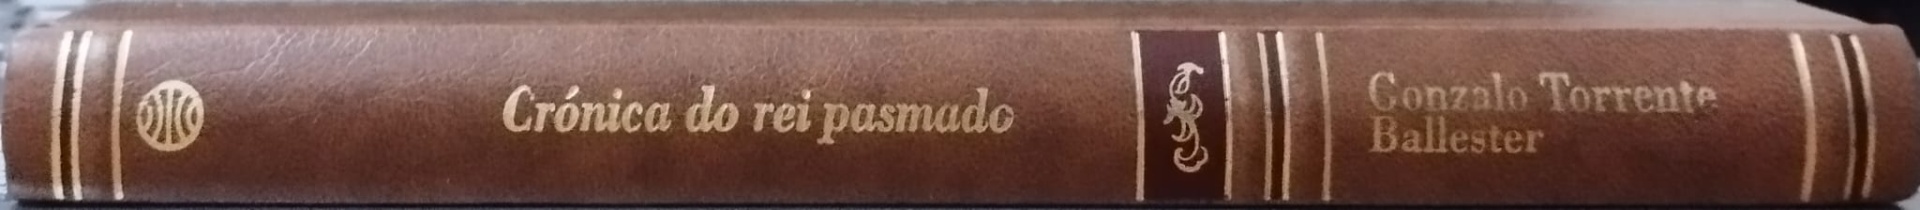 Crónica do rei pasmado
Gonzalo Torrente
Ballester